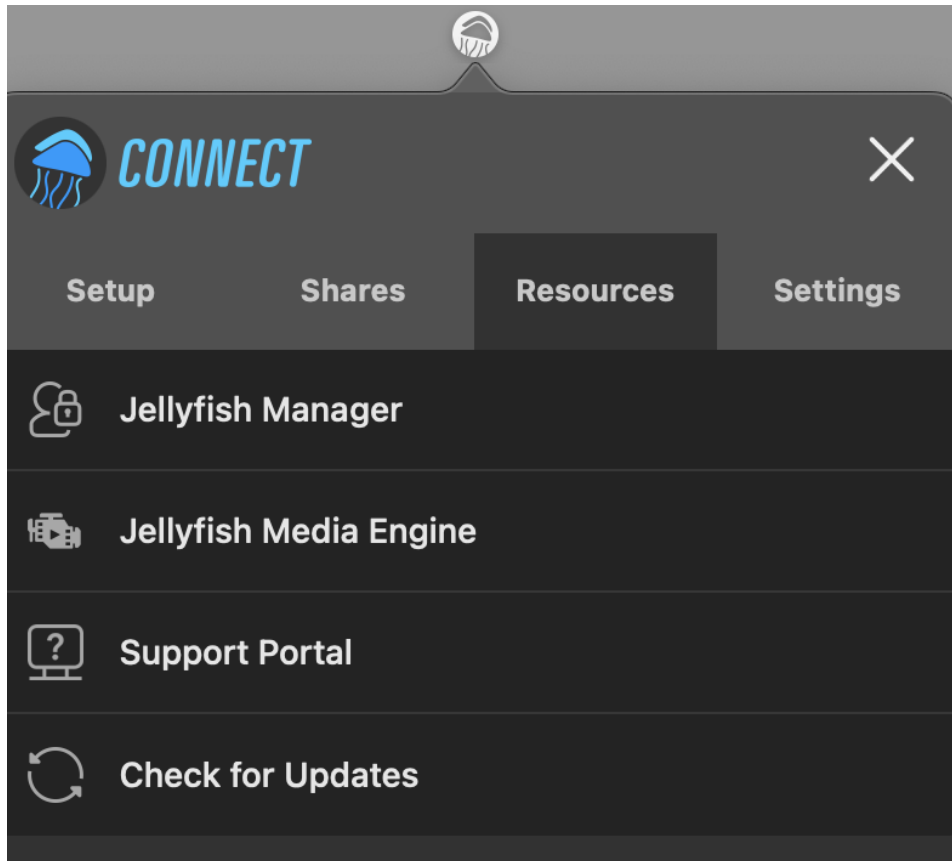 CONNECT
Setup Shares Resources Settings
Jellyfish Manager
Jellyfish Media Engine
Support Portal
Check for Updates